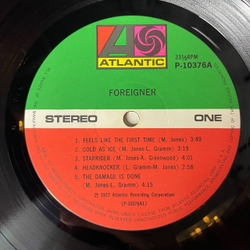 ATLANTIC
33⅓RPM
P-10376A
FOREIGNER
STEREO
ONE
1. FEELS LIKE THE FIRST TIME (M. Jones) 3:49
2. COLD AS ICE (M. Jones-L. Gramm) 3:19
3. STARRIDER (M. Jones-A. Greenwood) 4:01
4. HEADKNOCKER (L. Gramm-M. Jones) 2:58
5. THE DAMAGE IS DONE
(M. Jones-L. Gramm) 4:15
℗ 1977 Atlantic Recording Corporation
(P-10376A1)